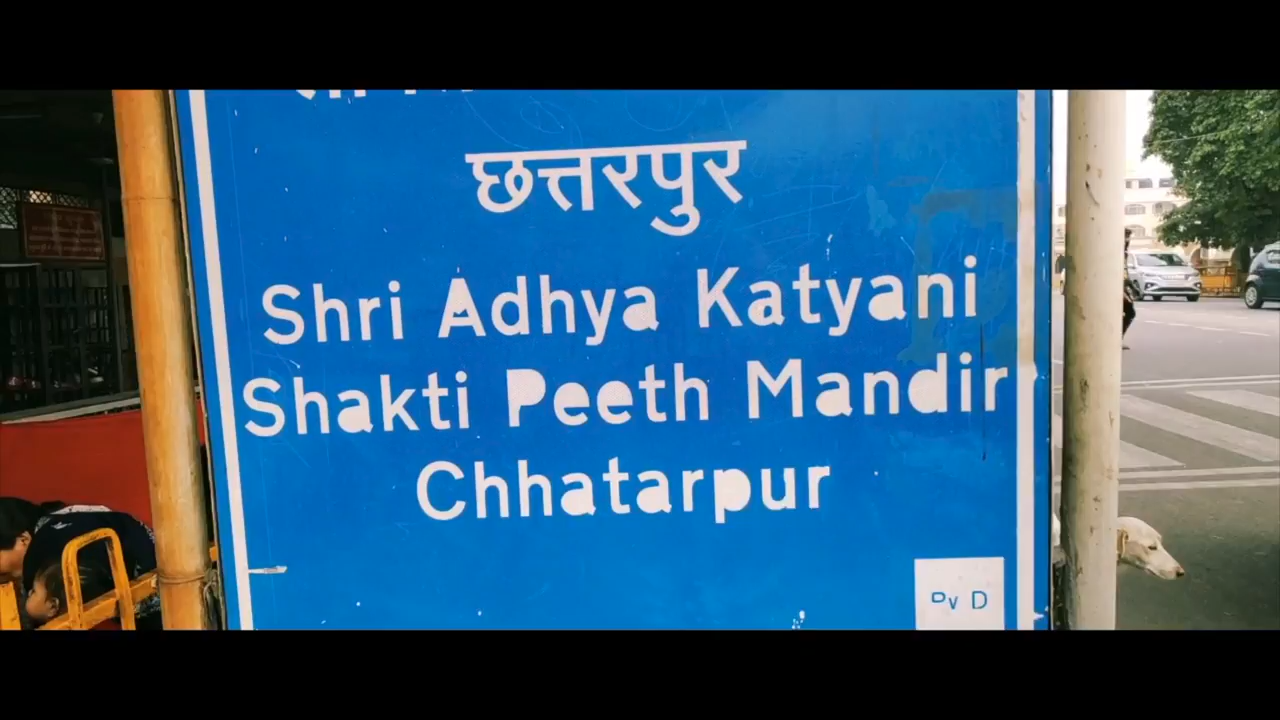 छत्तरपुर
Shri Adhya Katyani
Shakti Peeth Mandir
Chhatarpur